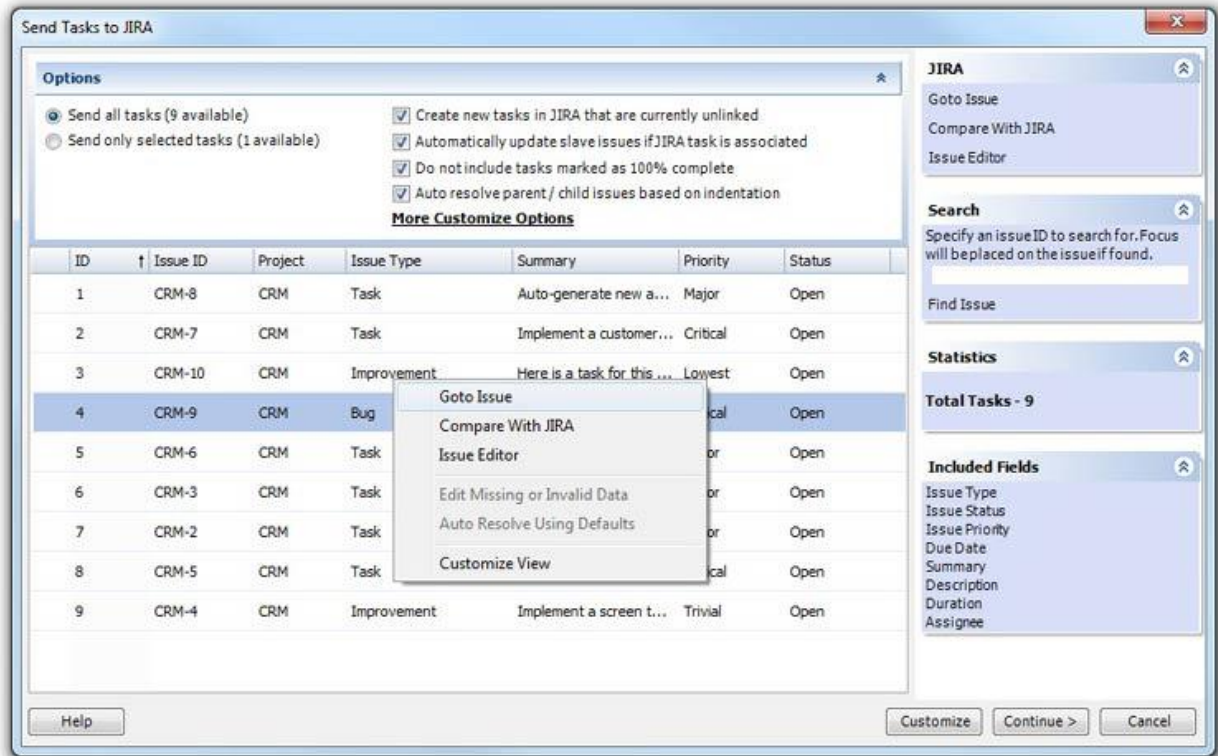 Send Tasks to JIRA
Options
Send all tasks (9 available)
Send only selected tasks (1 available)
Create new tasks in JIRA that are currently unlinked
Automatically update slave issues if JIRA task is associated
Do not include tasks marked as 100% complete
Auto resolve parent / child issues based on indentation
More Customize Options
ID Issue ID Project Issue Type Summary Priority Status
1 CRM-8 CRM Task Auto-generate new a... Major Open
2 CRM-7 CRM Task Implement a customer... Critical Open
3 CRM-10 CRM Improvement Here is a task for this ... Lowest Open
4 CRM-9 CRM Bug Open
5 CRM-6 CRM Task Open
6 CRM-3 CRM Task Open
7 CRM-2 CRM Task Open
8 CRM-5 CRM Task Open
9 CRM-4 CRM Improvement Implement a screen t... Trivial Open
Goto Issue
Compare With JIRA
Issue Editor
Edit Missing or Invalid Data
Auto Resolve Using Defaults
Customize View
JIRA
Goto Issue
Compare With JIRA
Issue Editor
Search
Specify an issue ID to search for. Focus
will be placed on the issue if found.
Find Issue
Statistics
Total Tasks - 9
Included Fields
Issue Type
Issue Status
Issue Priority
Due Date
Summary
Description
Duration
Assignee
Help
Customize
Continue >
Cancel